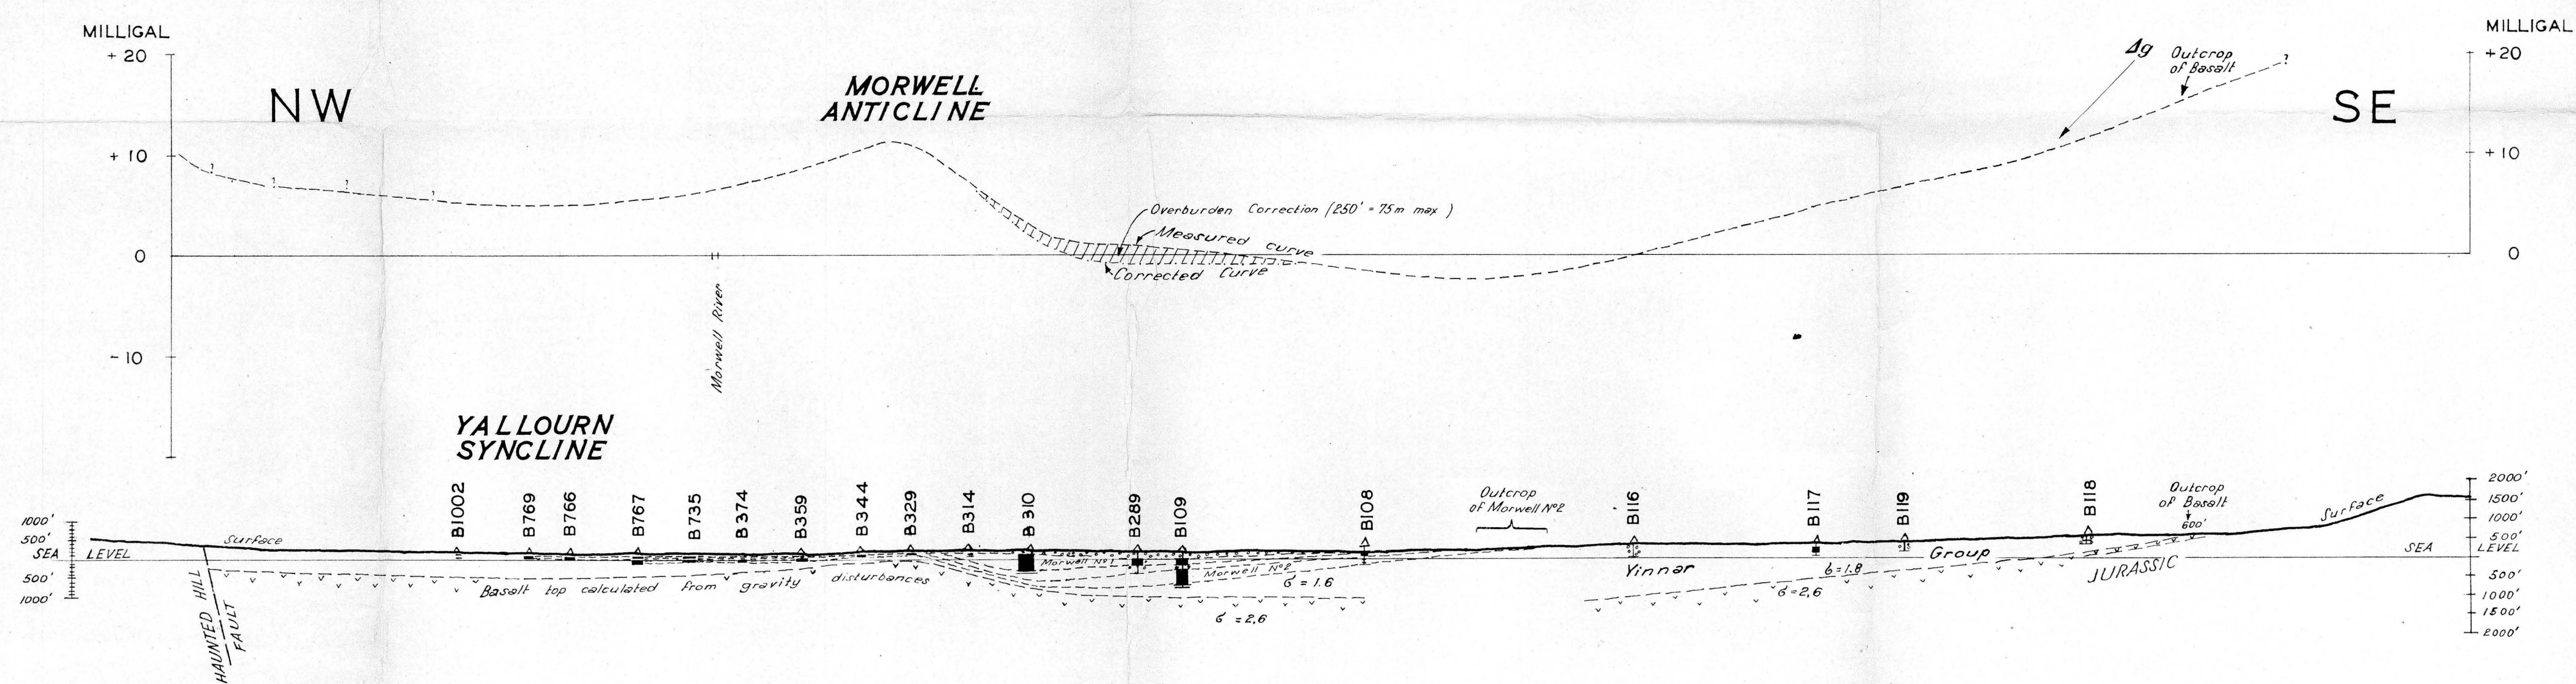 MILLIGAL
+ 20
+ 10
0
- 10
NW
MORWELL
ANTICLINE
Δg
Outcrop
of Basalt
?
MILLIGAL
+20
+10
0
SE
? ? ? ?
Overburden Correction (250' = 75m max )
Measured curve
Corrected Curve
Morwell River
YALLOURN
SYNCLINE
B1002
B769
B766
B767
B735
B374
B359
B344
B329
B314
B310
B289
B109
B108
Outcrop
of Morwell Nº2
B116
B117
B119
B118
Outcrop
of Basalt
600'
Surface
1000'
500'
SEA LEVEL
500'
1000'
Surface
HAUNTED HILL
FAULT
Basalt top calculated from gravity disturbances
Morwell Nº1
Morwell Nº2
σ = 1.6
σ = 2,6
Yinnar Group
σ=1.8
σ=2,6
JURASSIC
2000'
1500'
1000'
500'
SEA LEVEL
500'
1000'
1500'
2000'